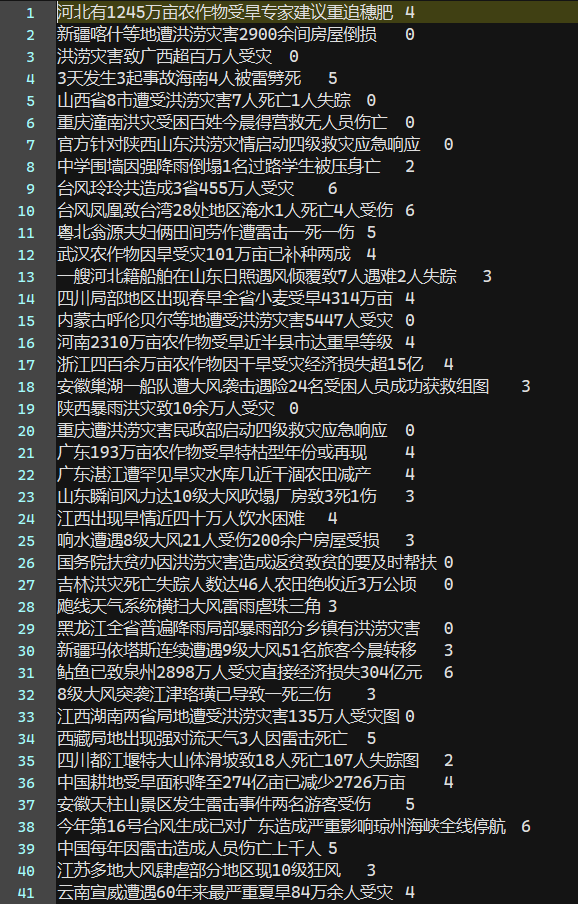 1 河北有1245万亩农作物受旱专家建议重追穗肥 4
2 新疆喀什等地遭洪涝灾害2900余间房屋倒损 0
3 洪涝灾害致广西超百万人受灾 0
4 3天发生3起事故海南4人被雷劈死 5
5 山西省8市遭受洪涝灾害7人死亡1人失踪 0
6 重庆潼南洪灾受困百姓今晨得营救无人员伤亡 0
7 官方针对陕西山东洪涝灾情启动四级救灾应急响应 0
8 中学围墙因强降雨倒塌1名过路学生被压身亡 2
9 台风玲玲共造成3省455万人受灾 6
10 台风凤凰致台湾28处地区淹水1人死亡4人受伤 6
11 粤北翁源夫妇俩田间劳作遭雷击一死一伤 5
12 武汉农作物因旱受灾101万亩已补种两成 4
13 一艘河北籍船舶在山东日照遇风倾覆致7人遇难2人失踪 3
14 四川局部地区出现春旱全省小麦受旱4314万亩 4
15 内蒙古呼伦贝尔等地遭受洪涝灾害5447人受灾 0
16 河南2310万亩农作物受旱近半县市达重旱等级 4
17 浙江四百余万亩农作物因干旱受灾经济损失超15亿 4
18 安徽巢湖一船队遭大风袭击遇险24名受困人员成功获救组图 3
19 陕西暴雨洪灾致10余万人受灾 0
20 重庆遭洪涝灾害民政部启动四级救灾应急响应 0
21 广东193万亩农作物受旱特枯型年份或再现 4
22 广东湛江遭罕见旱灾水库几近干涸农田减产 4
23 山东瞬间风力达10级大风吹塌厂房致3死1伤 3
24 江西出现旱情近四十万人饮水困难 4
25 响水遭遇8级大风21人受伤200余户房屋受损 3
26 国务院扶贫办因洪涝灾害造成返贫致贫的要及时帮扶 0
27 吉林洪灾死亡失踪人数达46人农田绝收近3万公顷 0
28 飑线天气系统横扫大风雷雨虐珠三角 3
29 黑龙江全省普遍降雨局部暴雨部分乡镇有洪涝灾害 0
30 新疆玛依塔斯连续遭遇9级大风51名旅客今晨转移 3
31 鲇鱼已致泉州2898万人受灾直接经济损失304亿元 6
32 8级大风突袭江津珞璜已导致一死三伤 3
33 江西湖南两省局地遭受洪涝灾害135万人受灾图 0
34 西藏局地出现强对流天气3人因雷击死亡 5
35 四川都江堰特大山体滑坡致18人死亡107人失踪图 2
36 中国耕地受旱面积降至274亿亩已减少2726万亩 4
37 安徽天柱山景区发生雷击事件两名游客受伤 5
38 今年第16号台风生成已对广东造成严重影响琼州海峡全线停航 6
39 中国每年因雷击造成人员伤亡上千人 5
40 江苏多地大风肆虐部分地区现10级狂风 3
41 云南宣威遭遇60年来最严重夏旱84万余人受灾 4